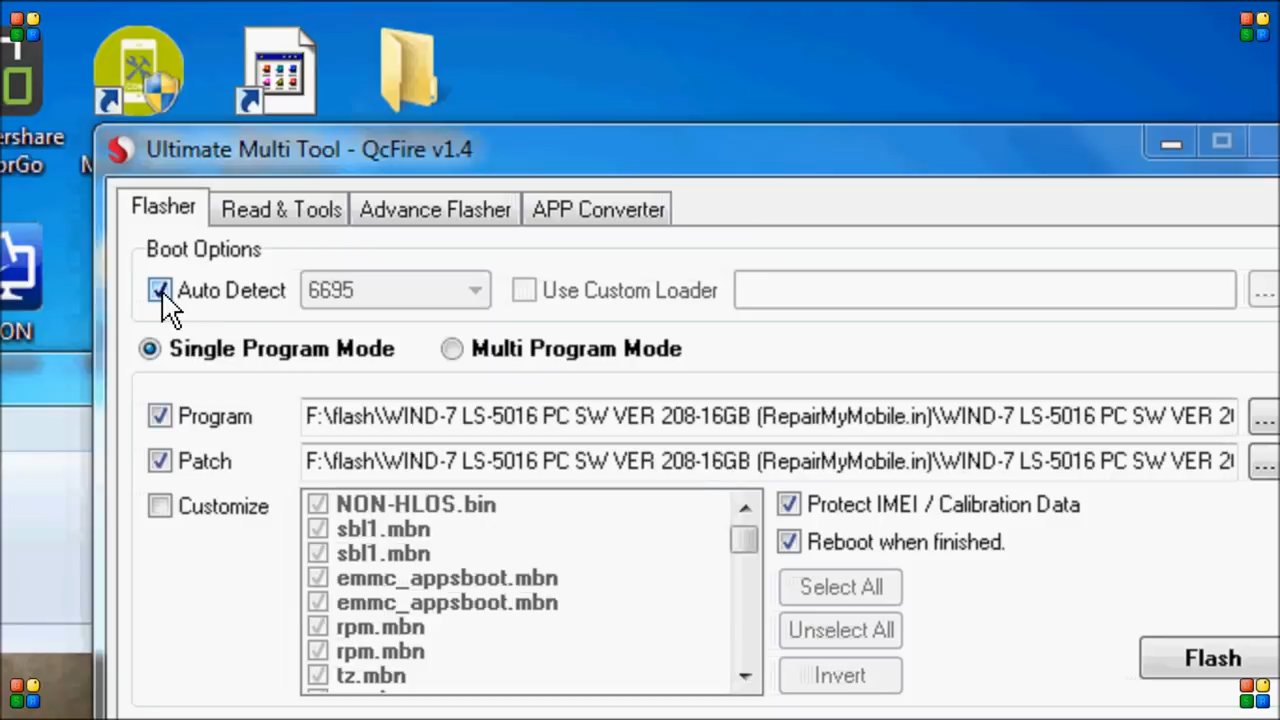 ershare
orGo
ON
Ultimate Multi Tool - QcFire v1.4
Flasher
Read & Tools
Advance Flasher
APP Converter
Boot Options
Auto Detect
6695
Use Custom Loader
...
Single Program Mode
Multi Program Mode
Program
F:\flash\WIND-7 LS-5016 PC SW VER 208-16GB (RepairMyMobile.in)\WIND-7 LS-5016 PC SW VER 2
...
Patch
F:\flash\WIND-7 LS-5016 PC SW VER 208-16GB (RepairMyMobile.in)\WIND-7 LS-5016 PC SW VER 2
...
Customize
NON-HLOS.bin
sbl1.mbn
sbl1.mbn
emmc_appsboot.mbn
emmc_appsboot.mbn
rpm.mbn
rpm.mbn
tz.mbn
Protect IMEI / Calibration Data
Reboot when finished.
Select All
Unselect All
Invert
Flash